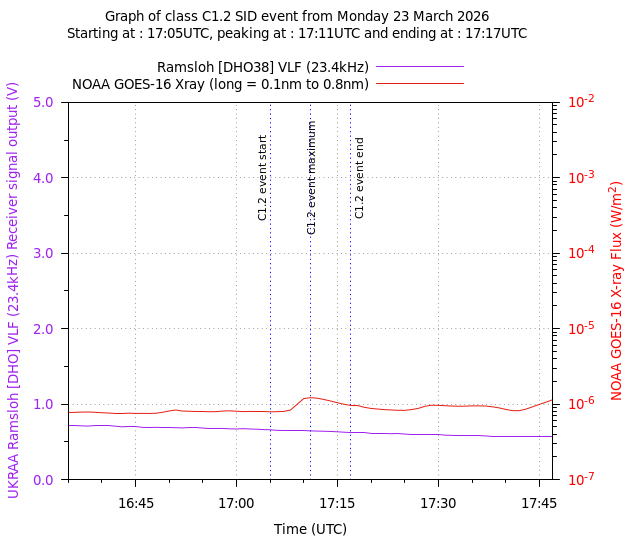 Graph of class C1.2 SID event from Monday 23 March 2026
Starting at : 17:05UTC, peaking at : 17:11UTC and ending at : 17:17UTC
Ramsloh [DHO38] VLF (23.4kHz)
NOAA GOES-16 Xray (long = 0.1nm to 0.8nm)
UKRAA Ramsloh [DHO] VLF (23.4kHz) Receiver signal output (V)
5.0
4.0
3.0
2.0
1.0
0.0
C1.2 event start
C1.2 event maximum
C1.2 event end
10⁻²
10⁻³
10⁻⁴
10⁻⁵
10⁻⁶
10⁻⁷
NOAA GOES-16 X-ray Flux (W/m²)
16:45 17:00 17:15 17:30 17:45
Time (UTC)